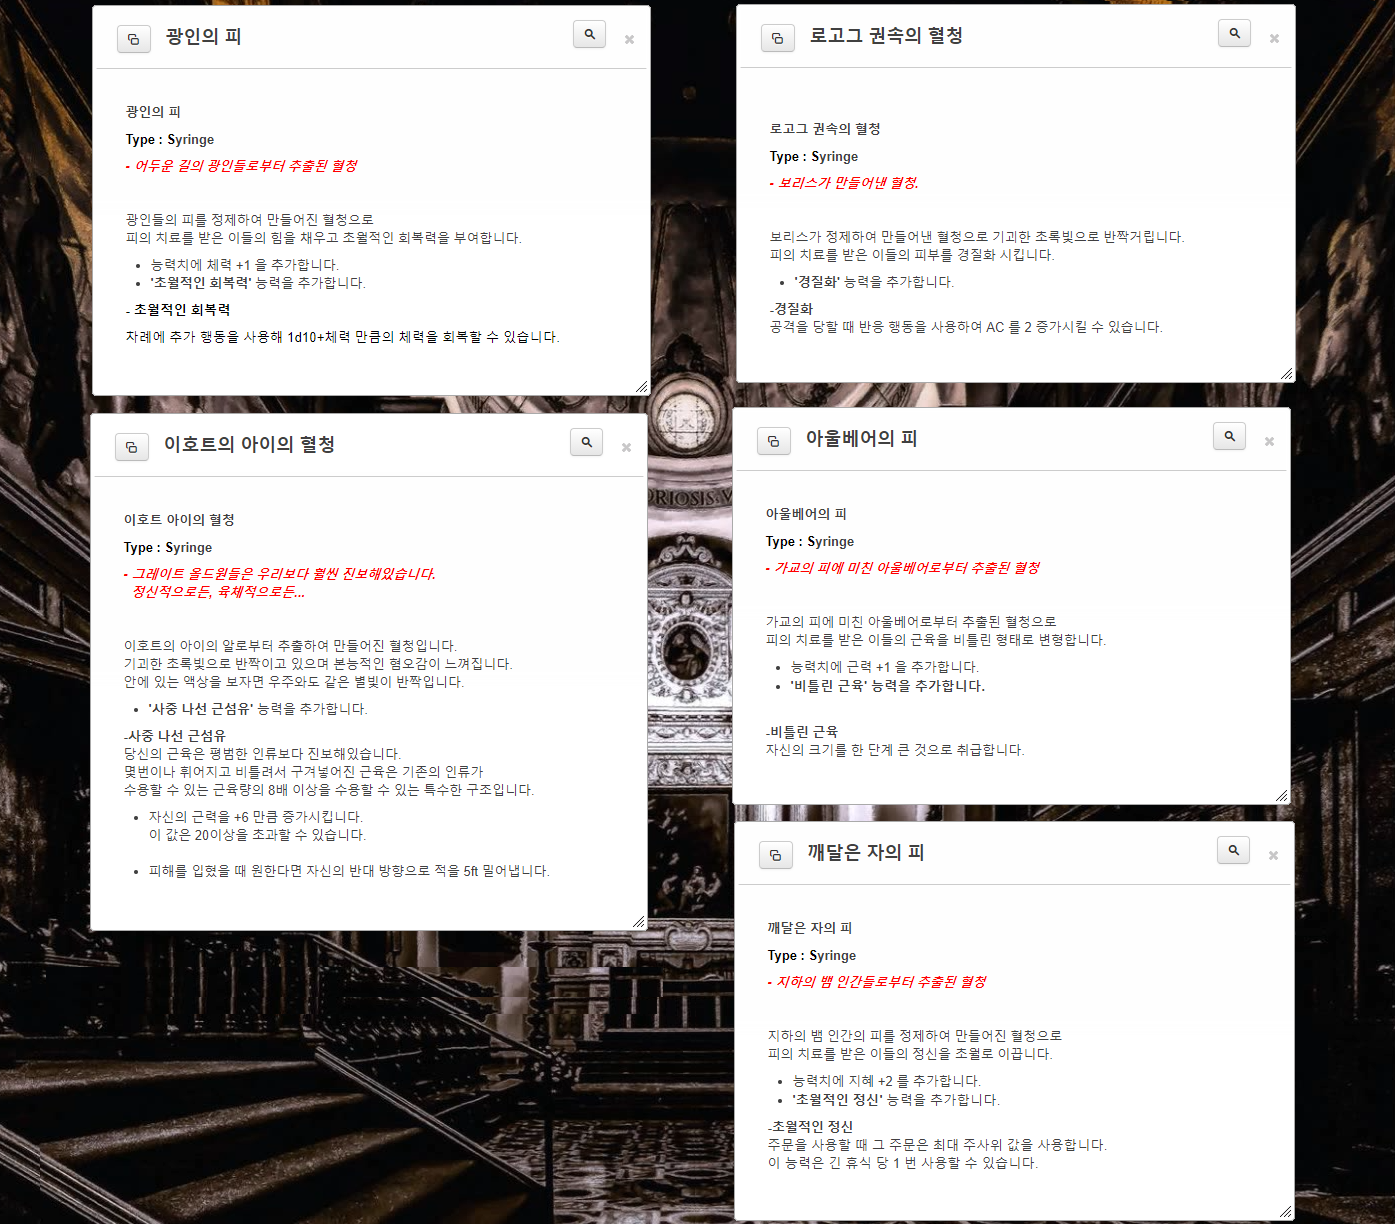 광인의 피
광인의 피
Type : Syringe
- 어두운 길의 광인들로부터 추출된 혈청
광인들의 피를 정제하여 만들어진 혈청으로
피의 치료를 받은 이들의 힘을 채우고 초월적인 회복력을 부여합니다.
• 능력치에 체력 +1 을 추가합니다.
• '초월적인 회복력' 능력을 추가합니다.
- 초월적인 회복력
차례에 추가 행동을 사용해 1d10+체력 만큼의 체력을 회복할 수 있습니다.
로고그 권속의 혈청
로고그 권속의 혈청
Type : Syringe
- 보리스가 만들어낸 혈청.
보리스가 정제하여 만들어낸 혈청으로 기괴한 초록빛으로 반짝거립니다.
피의 치료를 받은 이들의 피부를 경질화 시킵니다.
• '경질화' 능력을 추가합니다.
-경질화
공격을 당할 때 반응 행동을 사용하여 AC 를 2 증가시킬 수 있습니다.
이호트의 아이의 혈청
이호트 아이의 혈청
Type : Syringe
- 그레이트 올드원들은 우리보다 훨씬 진보해있습니다.
정신적으로든, 육체적으로든...
이호트의 아이의 알로부터 추출하여 만들어진 혈청입니다.
기괴한 초록빛으로 반짝이고 있으며 본능적인 혐오감이 느껴집니다.
안에 있는 액상을 보자면 우주와도 같은 별빛이 반짝입니다.
• '사중 나선 근섬유' 능력을 추가합니다.
-사중 나선 근섬유
당신의 근육은 평범한 인류보다 진보해있습니다.
몇번이나 휘어지고 비틀려서 구겨넣어진 근육은 기존의 인류가
수용할 수 있는 근육량의 8배 이상을 수용할 수 있는 특수한 구조입니다.
• 자신의 근력을 +6 만큼 증가시킵니다.
이 값은 20이상을 초과할 수 있습니다.
• 피해를 입혔을 때 원한다면 자신의 반대 방향으로 적을 5ft 밀어냅니다.
아울베어의 피
아울베어의 피
Type : Syringe
- 가교의 피에 미친 아울베어로부터 추출된 혈청
가교의 피에 미친 아울베어로부터 추출된 혈청으로
피의 치료를 받은 이들의 근육을 비틀린 형태로 변형합니다.
• 능력치에 근력 +1 을 추가합니다.
• '비틀린 근육' 능력을 추가합니다.
-비틀린 근육
자신의 크기를 한 단계 큰 것으로 취급합니다.
깨달은 자의 피
깨달은 자의 피
Type : Syringe
- 지하의 뱀 인간들로부터 추출된 혈청
지하의 뱀 인간의 피를 정제하여 만들어진 혈청으로
피의 치료를 받은 이들의 정신을 초월로 이끕니다.
• 능력치에 지혜 +2 를 추가합니다.
• '초월적인 정신' 능력을 추가합니다.
-초월적인 정신
주문을 사용할 때 그 주문은 최대 주사위 값을 사용합니다.
이 능력은 긴 휴식 당 1 번 사용할 수 있습니다.